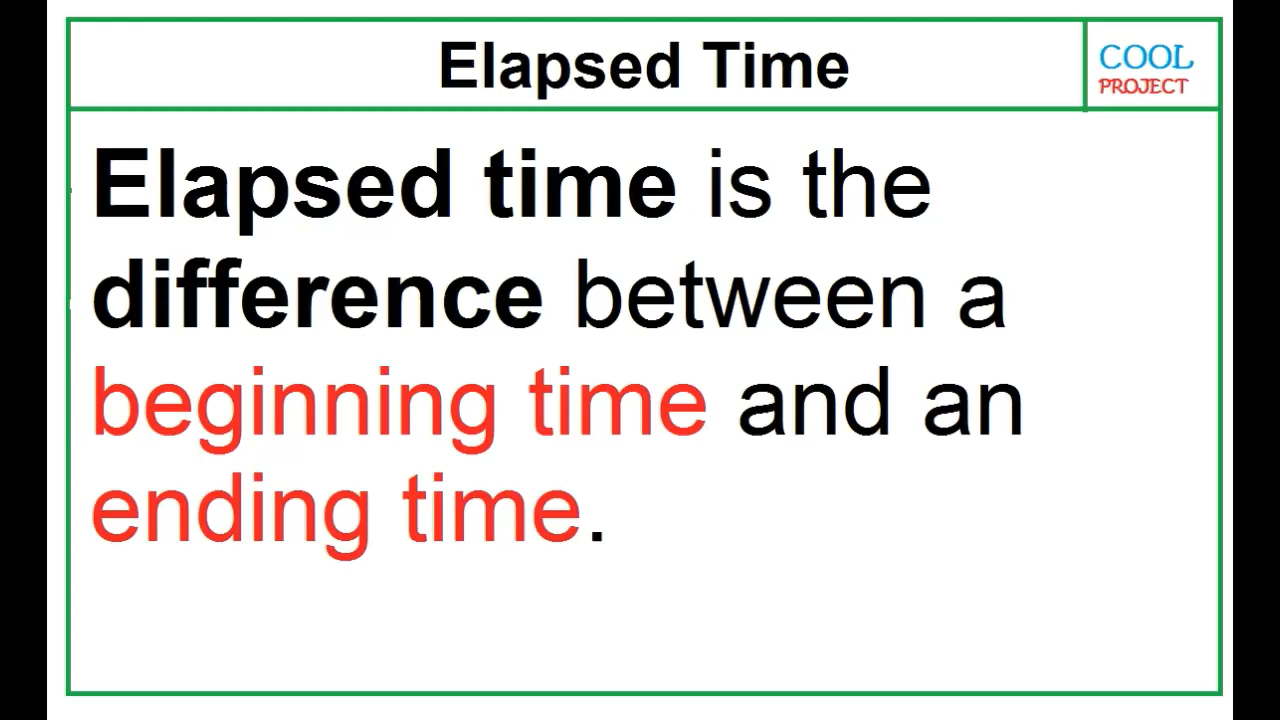 Elapsed Time
COOL
PROJECT
Elapsed time is the
difference between a
beginning time and an
ending time.